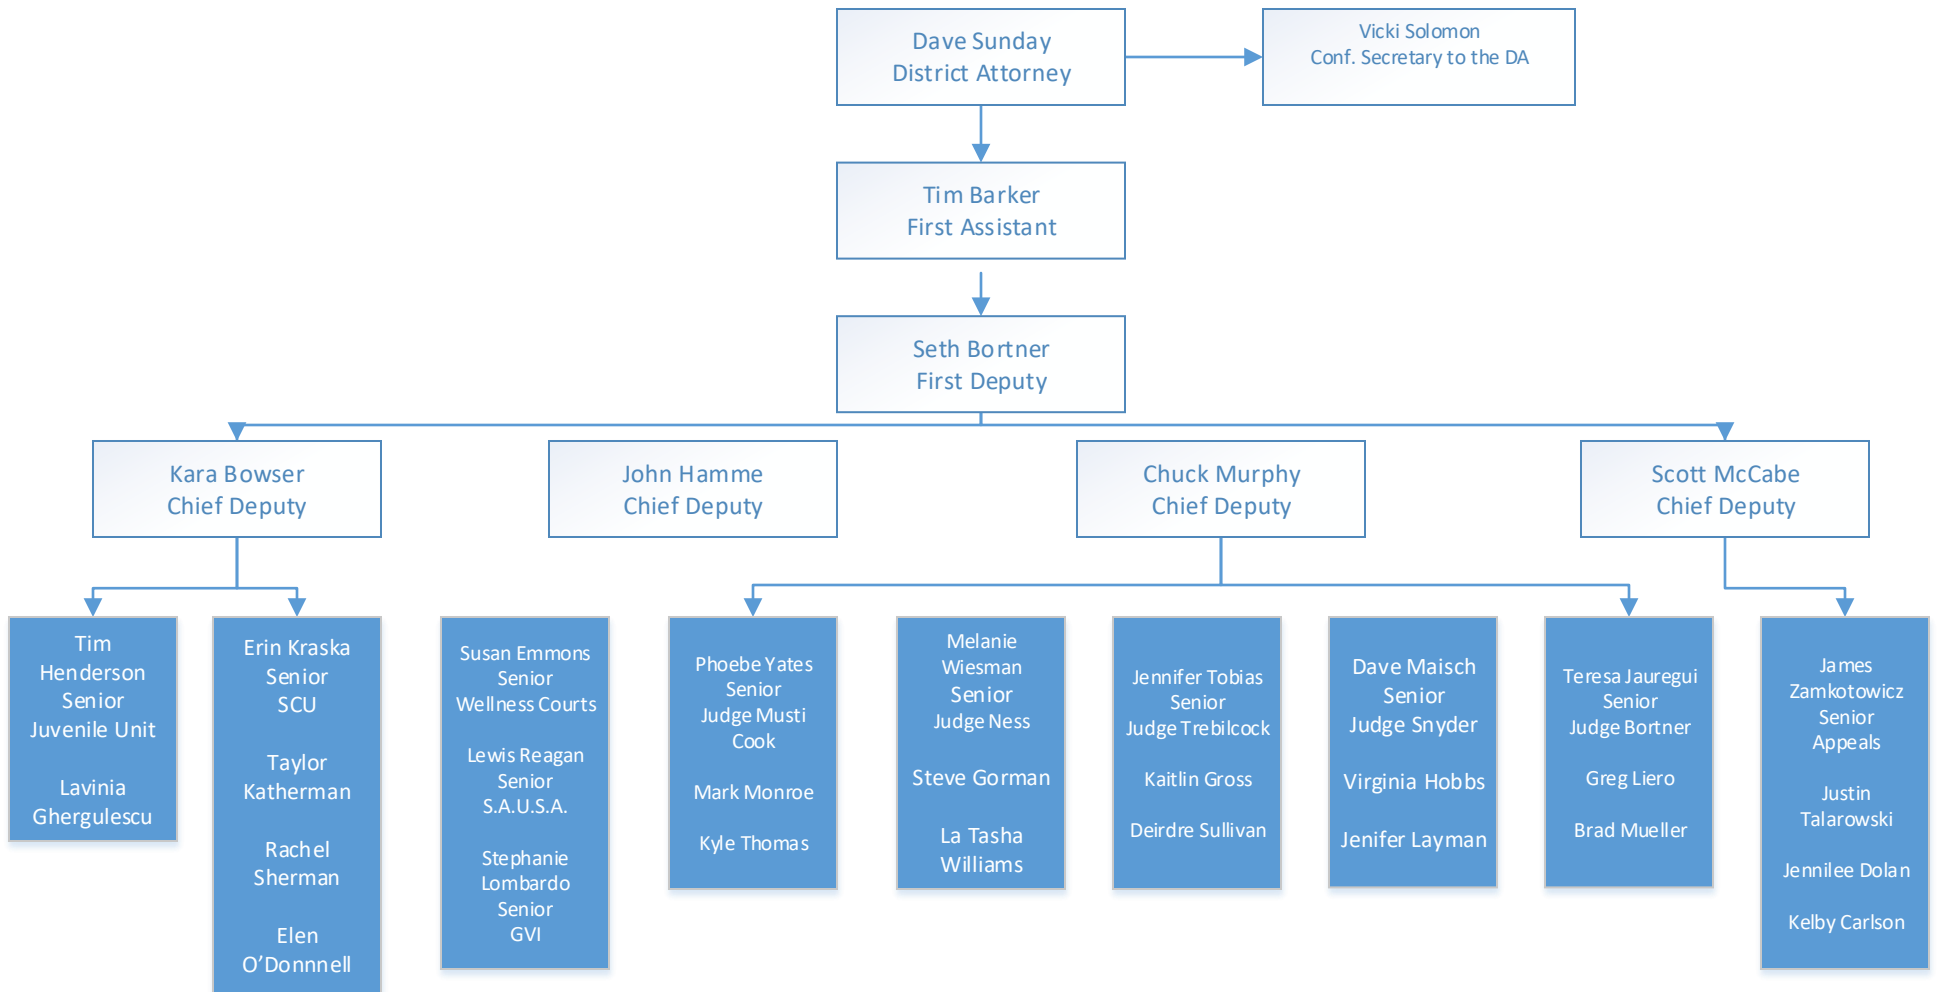 Dave Sunday
District Attorney
Vicki Solomon
Conf. Secretary to the DA
Tim Barker
First Assistant
Seth Bortner
First Deputy
Kara Bowser
Chief Deputy
John Hamme
Chief Deputy
Chuck Murphy
Chief Deputy
Scott McCabe
Chief Deputy
Tim
Henderson
Senior
Juvenile Unit
Lavinia
Ghergulescu
Erin Kraska
Senior
SCU
Taylor
Katherman
Rachel
Sherman
Elen
O’Donnnell
Susan Emmons
Senior
Wellness Courts
Lewis Reagan
Senior
S.A.U.S.A.
Stephanie
Lombardo
Senior
GVI
Phoebe Yates
Senior
Judge Musti
Cook
Mark Monroe
Kyle Thomas
Melanie
Wiesman
Senior
Judge Ness
Steve Gorman
La Tasha
Williams
Jennifer Tobias
Senior
Judge Trebilcock
Kaitlin Gross
Deirdre Sullivan
Dave Maisch
Senior
Judge Snyder
Virginia Hobbs
Jenifer Layman
Teresa Jauregui
Senior
Judge Bortner
Greg Liero
Brad Mueller
James
Zamkotowicz
Senior
Appeals
Justin
Talarowski
Jennilee Dolan
Kelby Carlson